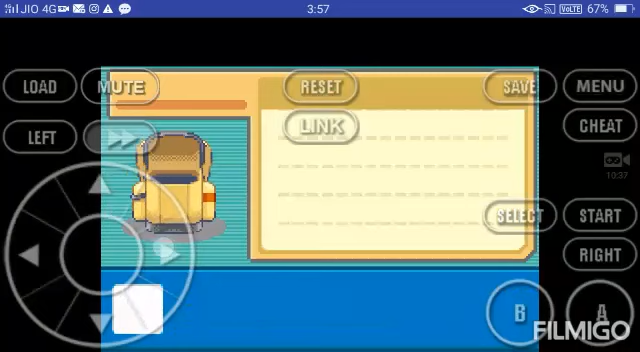 JIO 4G 3:57 VoLTE 67%
LOAD MUTE RESET SAVE MENU
LEFT LINK CHEAT
10:37
SELECT START
RIGHT
B A
FILMIGO